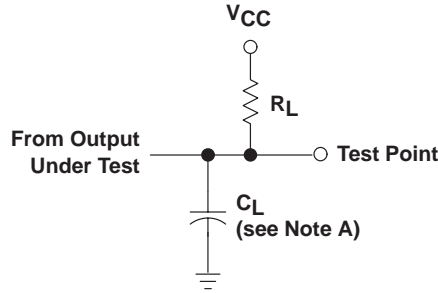 VCC
RL
From Output
Under Test
Test Point
CL
(see Note A)